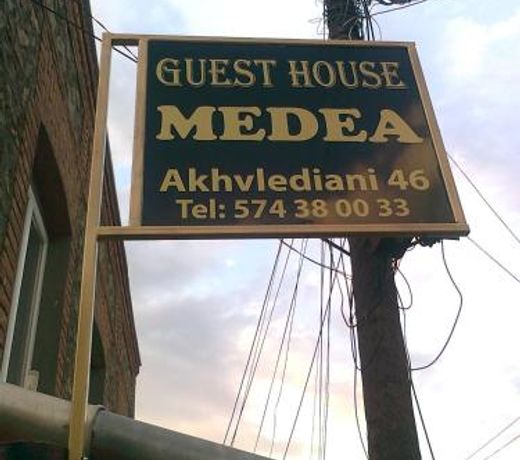 GUEST HOUSE
MEDEA
Akhvlediani 46
Tel: 574 38 00 33